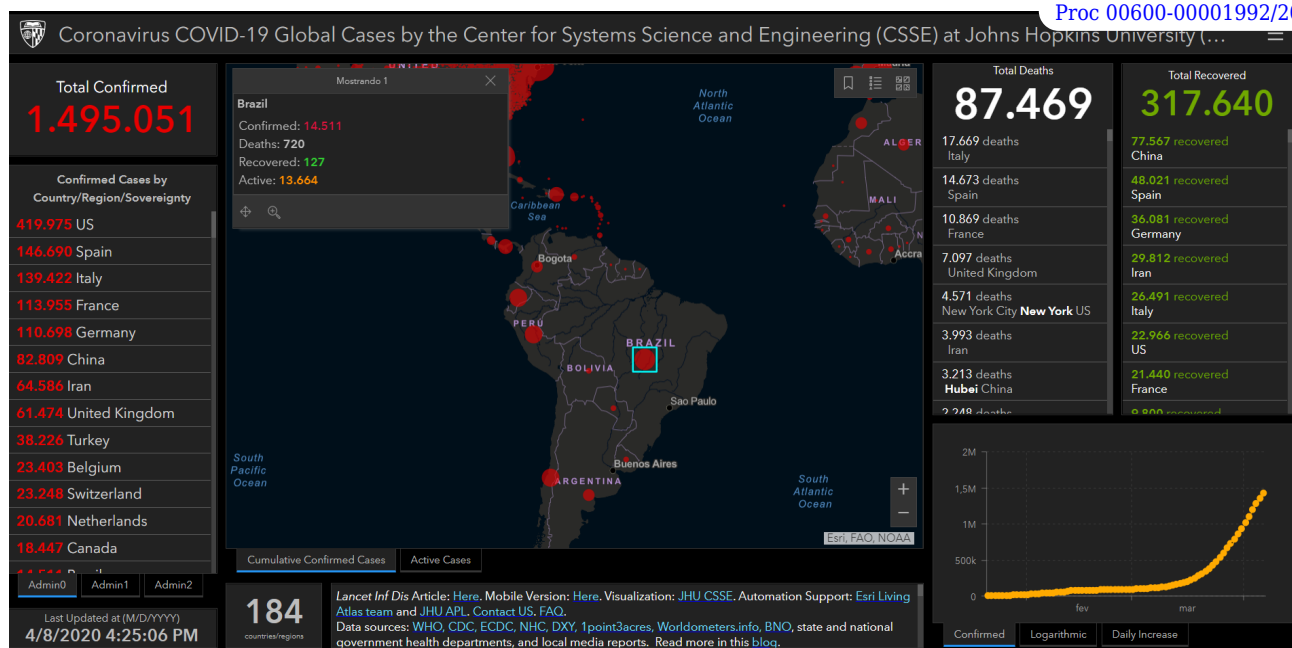 Proc 00600-00001992/20
Coronavirus COVID-19 Global Cases by the Center for Systems Science and Engineering (CSSE) at Johns Hopkins University (...
Total Confirmed
1.495.051
Confirmed Cases by
Country/Region/Sovereignty
419.975 US
146.690 Spain
139.422 Italy
113.955 France
110.698 Germany
82.809 China
64.586 Iran
61.474 United Kingdom
38.226 Turkey
23.403 Belgium
23.248 Switzerland
20.681 Netherlands
18.447 Canada
14.511 Brazil
Admin0 Admin1 Admin2
Last Updated at (M/D/YYYY)
4/8/2020 4:25:06 PM
Mostrando 1
Brazil
Confirmed: 14.511
Deaths: 720
Recovered: 127
Active: 13.664
UNITED
North
Atlantic
Ocean
ALGER
MALI
Accra
Caribbean
Sea
Bogota
PERU
BRAZIL
BOLIVIA
Sao Paulo
South
Pacific
Ocean
Buenos Aires
ARGENTINA
South
Atlantic
Ocean
+
−
Esri, FAO, NOAA
Cumulative Confirmed Cases Active Cases
184
countries/regions
Lancet Inf Dis Article: Here. Mobile Version: Here. Visualization: JHU CSSE. Automation Support: Esri Living
Atlas team and JHU APL. Contact US. FAQ.
Data sources: WHO, CDC, ECDC, NHC, DXY, 1point3acres, Worldometers.info, BNO, state and national
government health departments, and local media reports. Read more in this blog.
Total Deaths
87.469
17.669 deaths
Italy
14.673 deaths
Spain
10.869 deaths
France
7.097 deaths
United Kingdom
4.571 deaths
New York City New York US
3.993 deaths
Iran
3.213 deaths
Hubei China
2.248 deaths
Total Recovered
317.640
77.567 recovered
China
48.021 recovered
Spain
36.081 recovered
Germany
29.812 recovered
Iran
26.491 recovered
Italy
22.966 recovered
US
21.440 recovered
France
9.800 recovered
2M
1,5M
1M
500k
0
fev mar
Confirmed Logarithmic Daily Increase